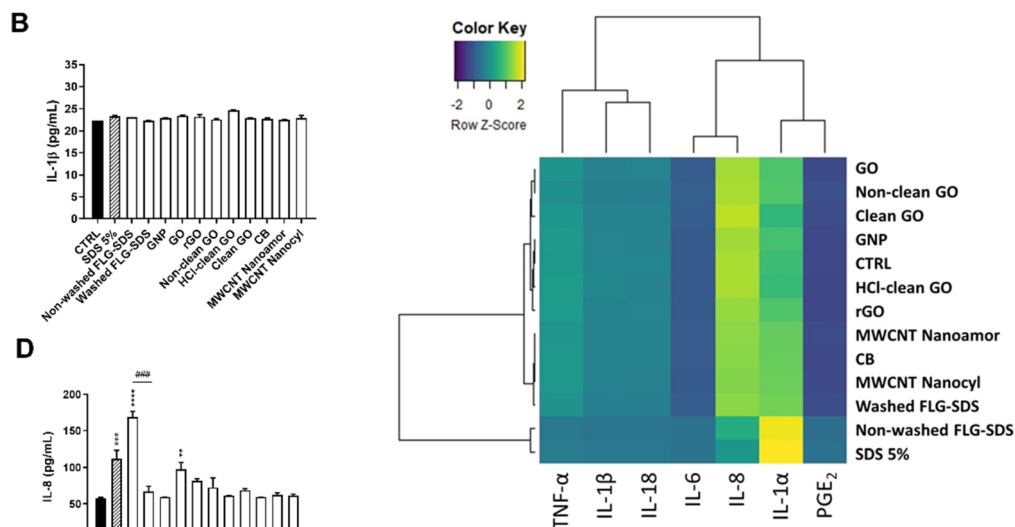 B
35
30
25
20
15
10
5
0
IL-1β (pg/mL)
CTRL
SDS 5%
Non-washed FLG-SDS
Washed FLG-SDS
GNP
GO
rGO
Non-clean GO
HCl-clean GO
Clean GO
CB
MWCNT Nanoamor
MWCNT Nanocyl
D
200
150
100
50
IL-8 (pg/mL)
***
****
###
**
Color Key
-2 0 2
Row Z-Score
GO
Non-clean GO
Clean GO
GNP
CTRL
HCl-clean GO
rGO
MWCNT Nanoamor
CB
MWCNT Nanocyl
Washed FLG-SDS
Non-washed FLG-SDS
SDS 5%
TNF-α
IL-1β
IL-18
IL-6
IL-8
IL-1α
PGE₂